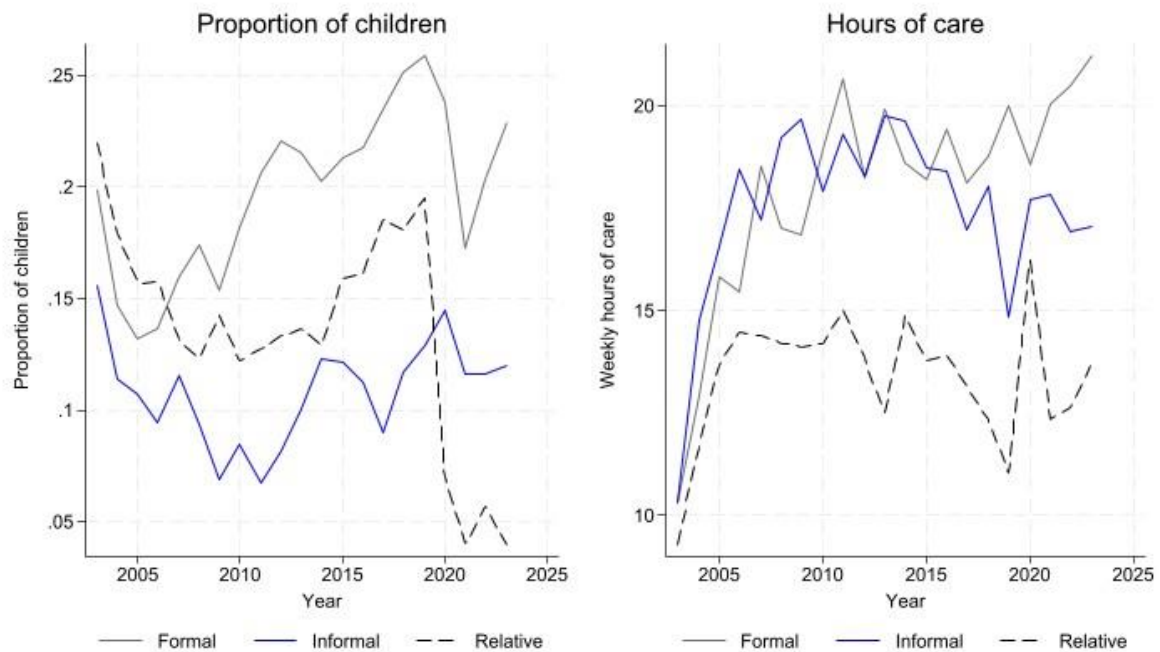 Proportion of children
Proportion of children
.25
.2
.15
.1
.05
2005 2010 2015 2020 2025
Year
Formal Informal Relative
Hours of care
Weekly hours of care
20
15
10
2005 2010 2015 2020 2025
Year
Formal Informal Relative